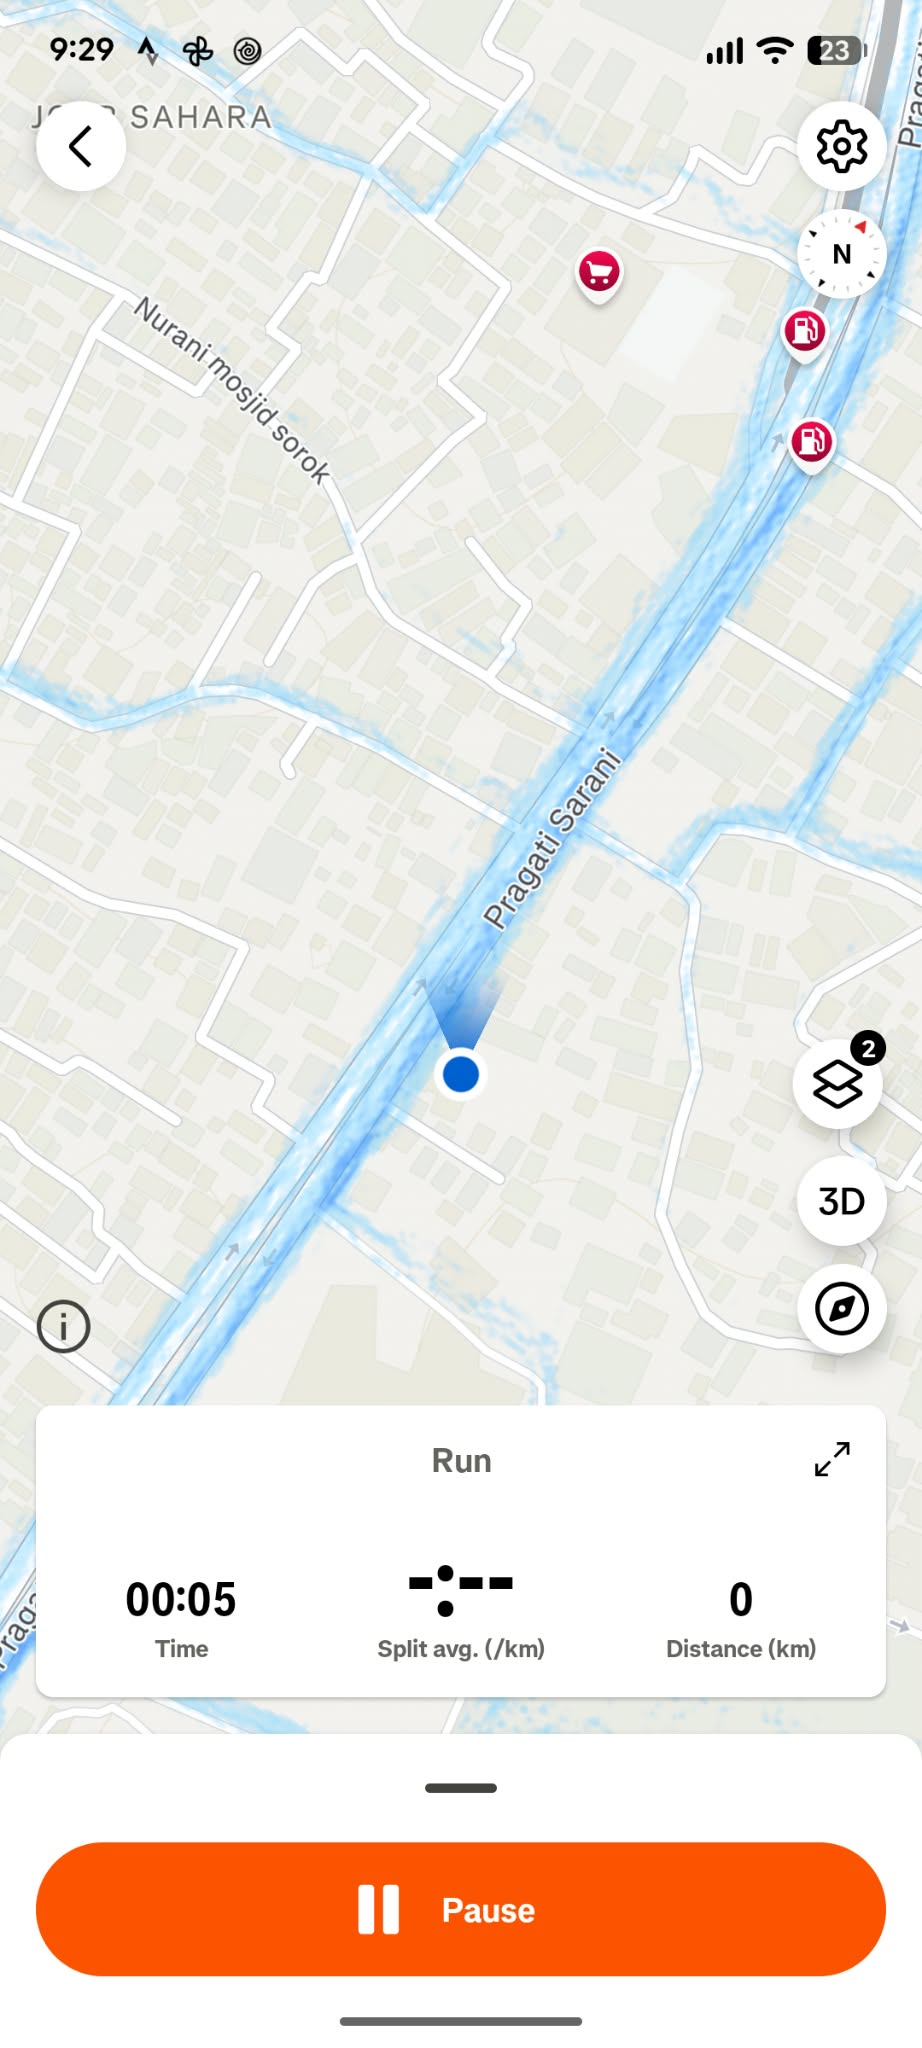 9:29
23
SAHARA
N
Nurani mosjid sorok
Pragati Sarani
2
3D
i
Run
00:05
-:--
0
Time
Split avg. (/km)
Distance (km)
Pause